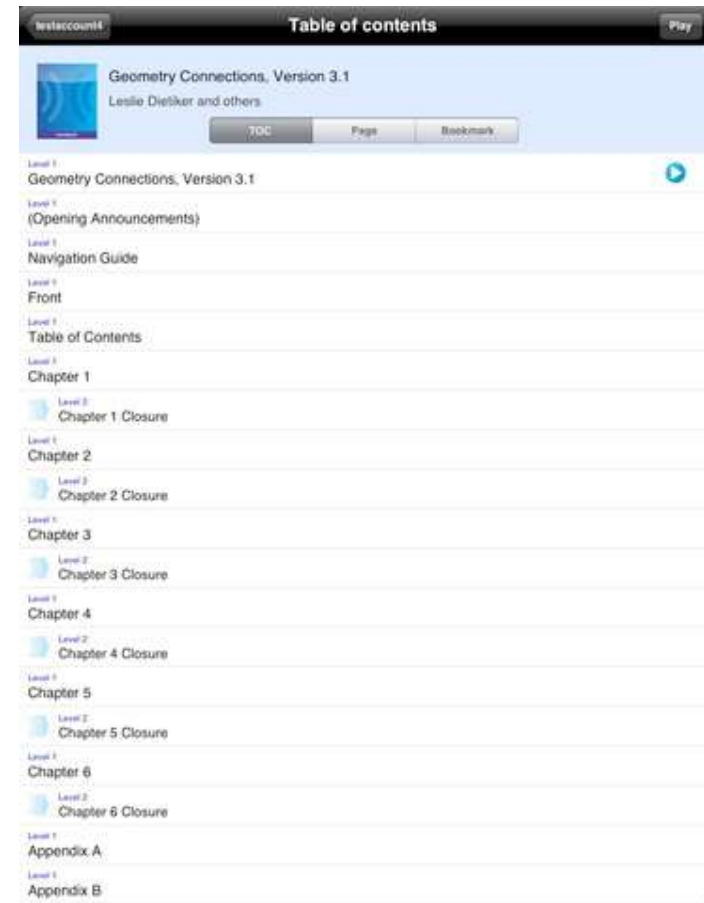 testaccount4
Table of contents
Play
Geometry Connections, Version 3.1
Leslie Dietiker and others
TOC
Page
Bookmark
Level 1
Geometry Connections, Version 3.1
Level 1
(Opening Announcements)
Level 1
Navigation Guide
Level 1
Front
Level 1
Table of Contents
Level 1
Chapter 1
Level 2
Chapter 1 Closure
Level 1
Chapter 2
Level 2
Chapter 2 Closure
Level 1
Chapter 3
Level 2
Chapter 3 Closure
Level 1
Chapter 4
Level 2
Chapter 4 Closure
Level 1
Chapter 5
Level 2
Chapter 5 Closure
Level 1
Chapter 6
Level 2
Chapter 6 Closure
Level 1
Appendix A
Level 1
Appendix B